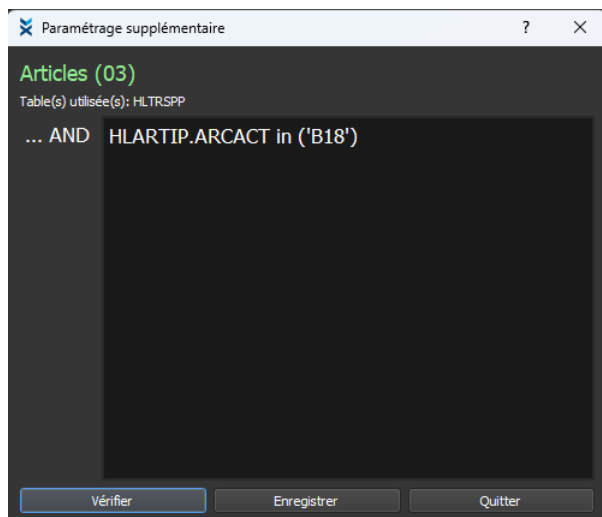 Paramétrage supplémentaire ? ×
Articles (03)
Table(s) utilisée(s): HLTRSPP
... AND HLARTIP.ARCACT in ('B18')
Vérifier Enregistrer Quitter